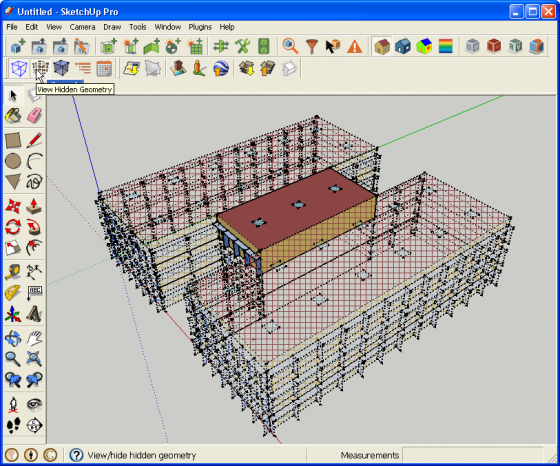 Untitled - SketchUp Pro
File Edit View Camera Draw Tools Window Plugins Help
View Hidden Geometry
ABC
View/hide hidden geometry
Measurements